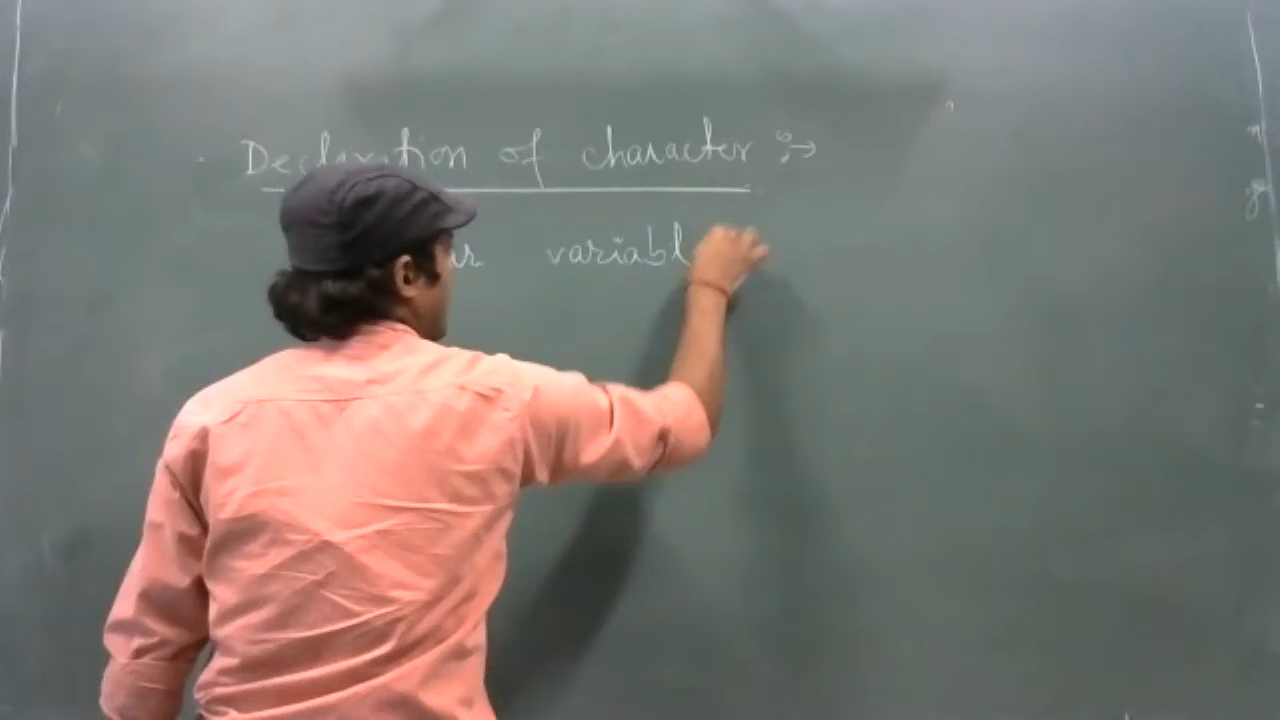 Declaration of character :→
variabl